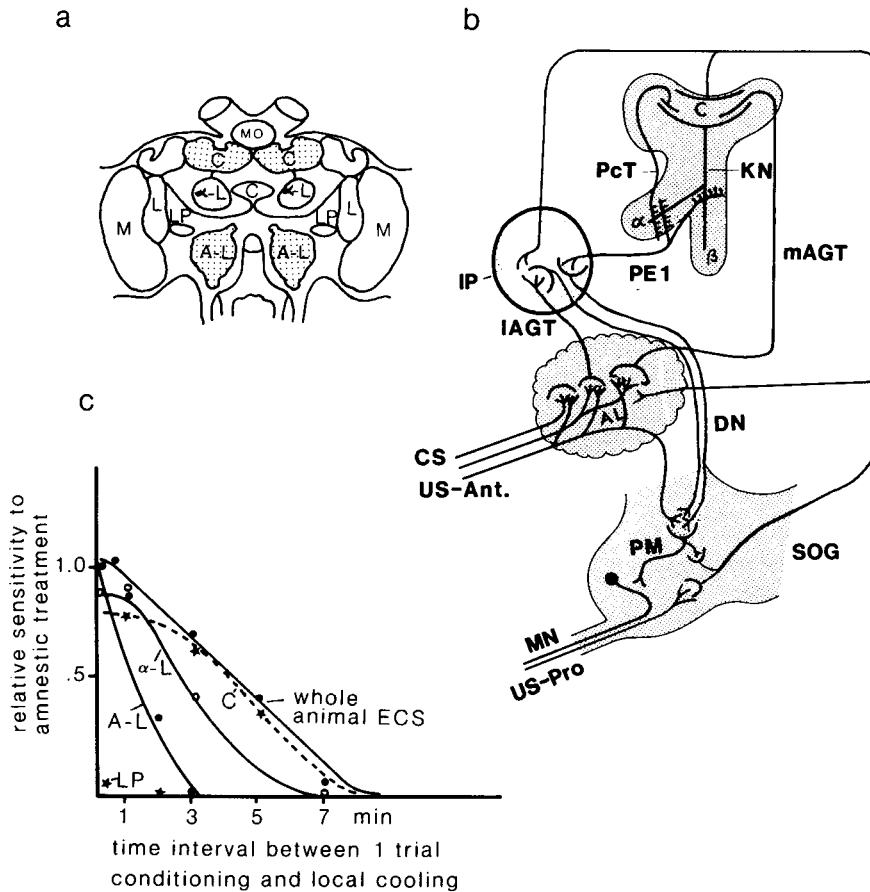 a
MO
C
C
α-L
C
α-L
L
L
LP
LP
M
M
A-L
A-L
b
C
PcT
KN
α
β
mAGT
IP
PE1
lAGT
AL
DN
CS
US-Ant.
PM
SOG
MN
US-Pro
c
relative sensitivity to
amnestic treatment
1.0
.5
α-L
A-L
C
whole
animal ECS
LP
1 3 5 7 min
time interval between 1 trial
conditioning and local cooling